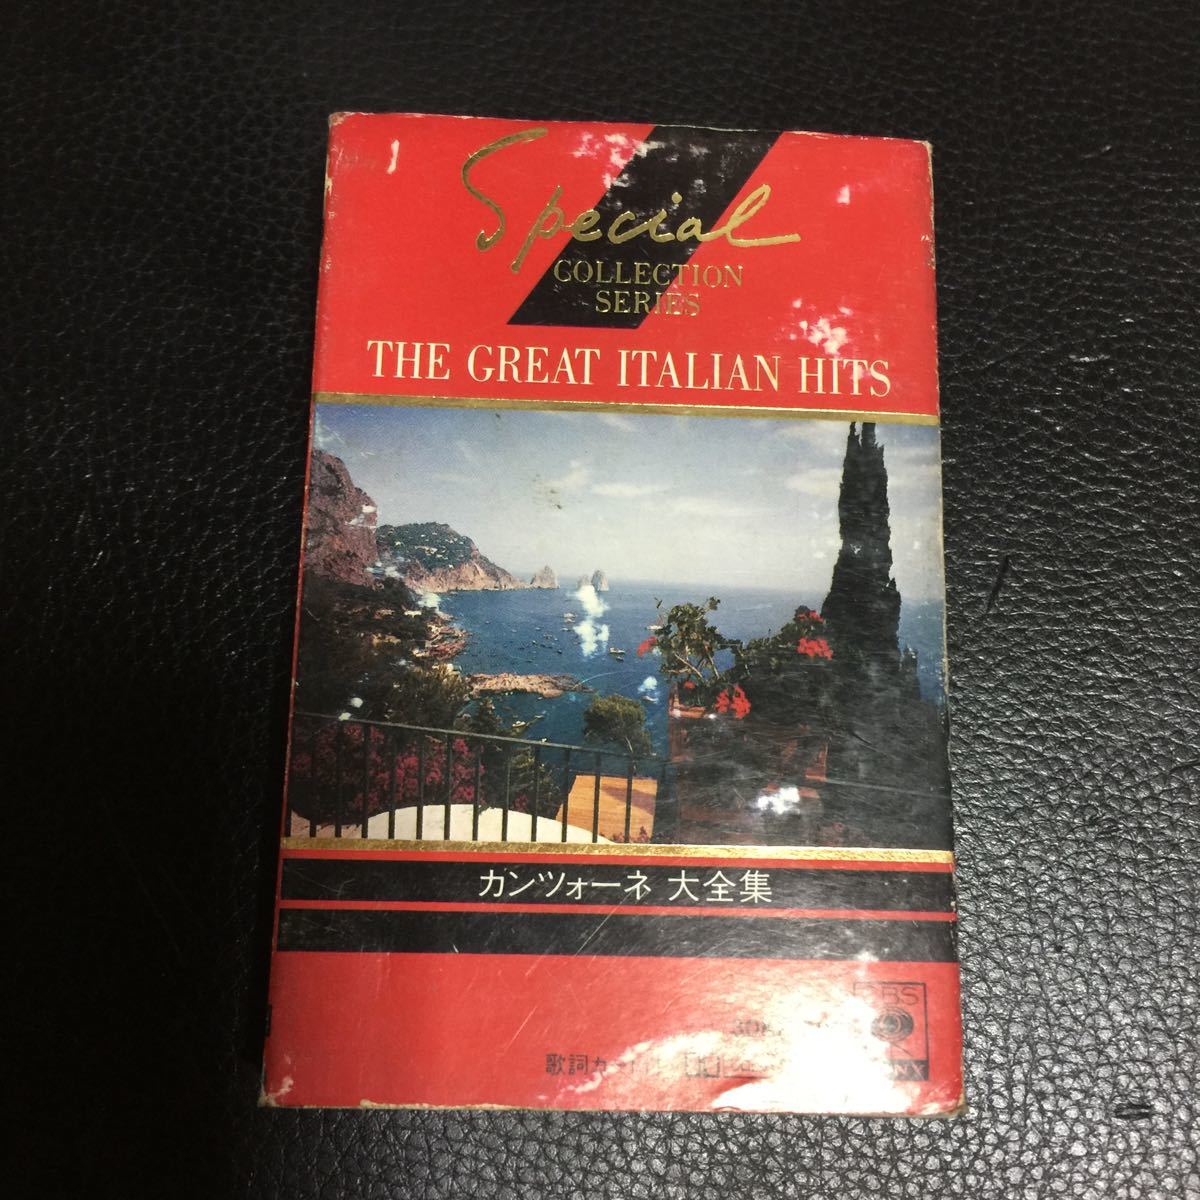 Special
COLLECTION
SERIES
THE GREAT ITALIAN HITS
カンツォーネ 大全集
CBS
歌詞カード付